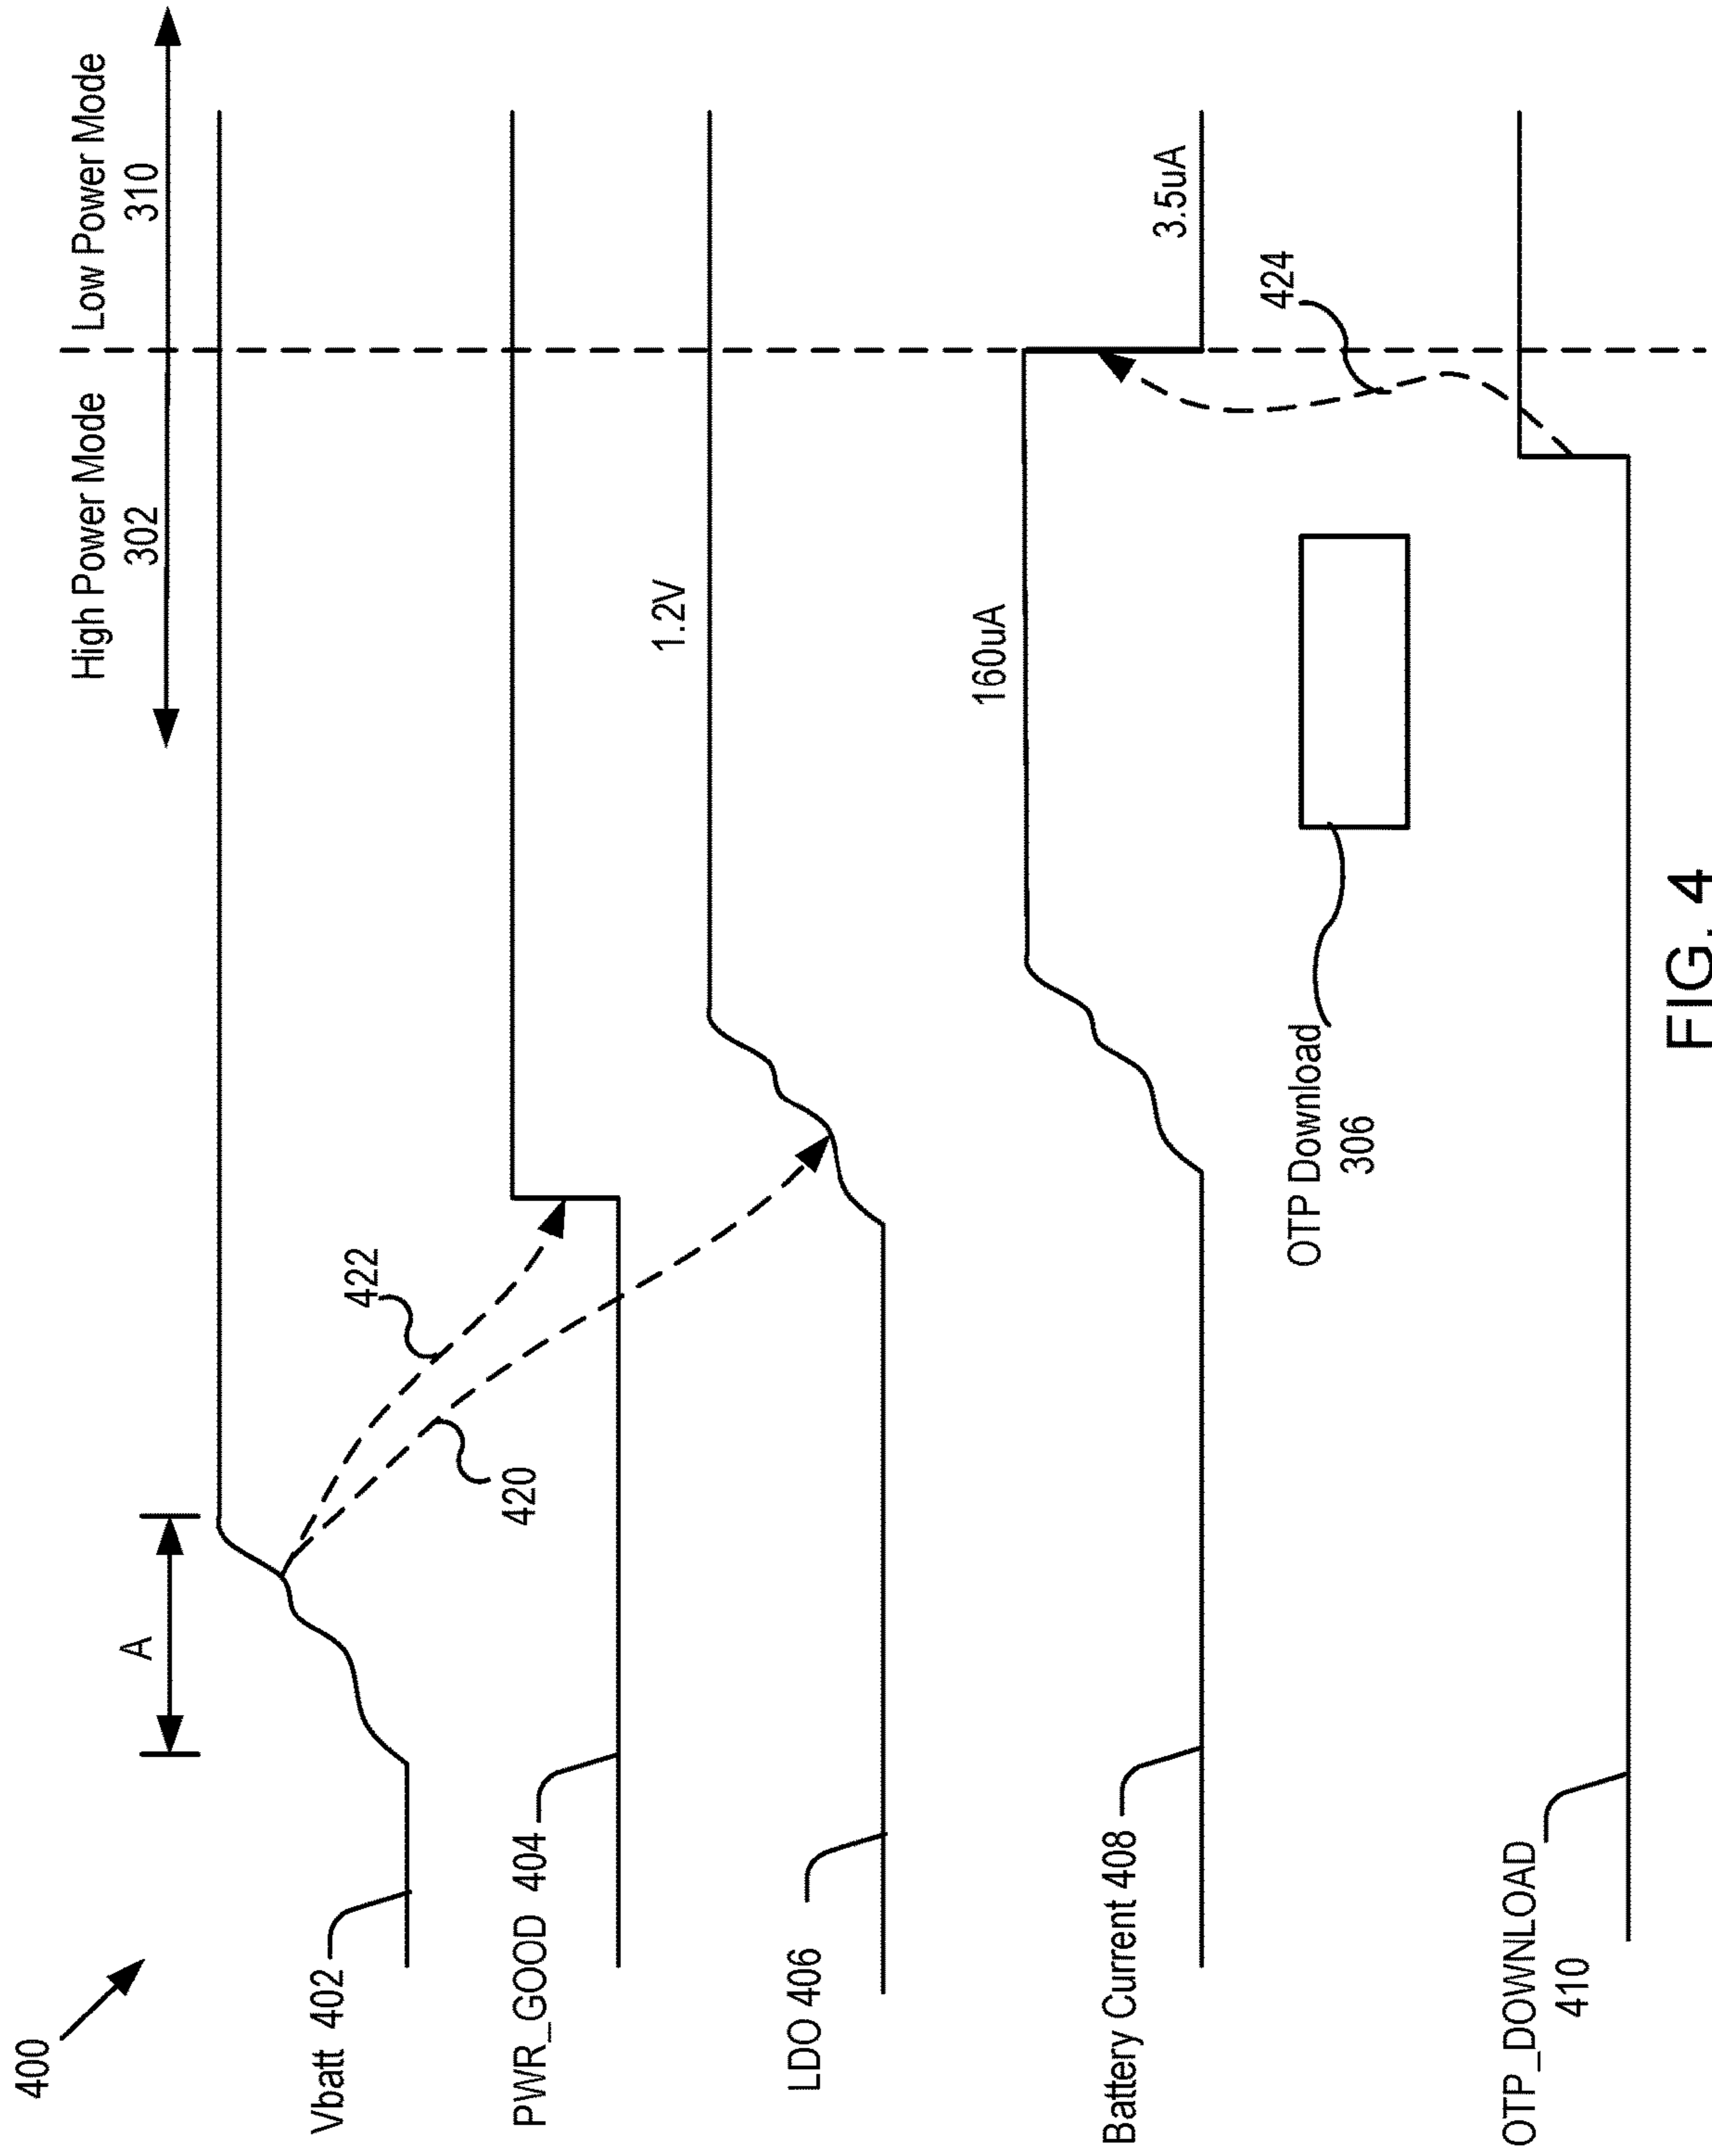 400
High Power Mode
302
Low Power Mode
310
A
Vbatt 402
422
420
PWR_GOOD 404
LDO 406
1.2V
Battery Current 408
160uA
3.5uA
OTP Download
306
424
OTP_DOWNLOAD
410
FIG. 4